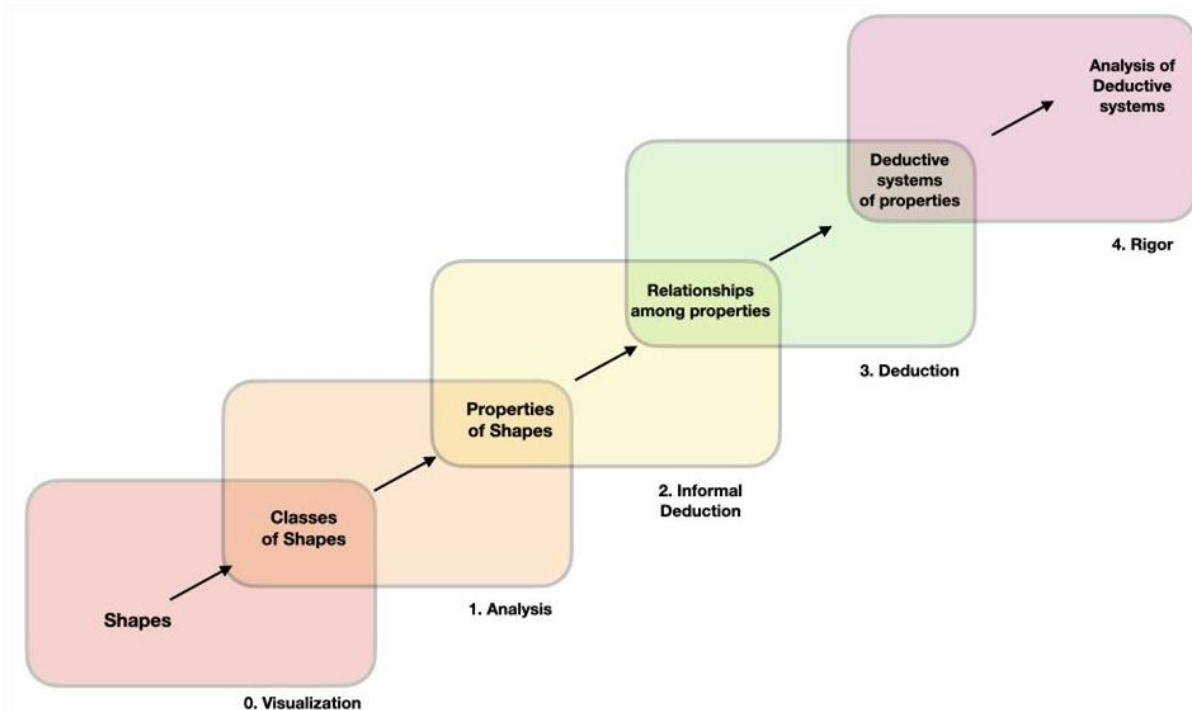 Shapes
0. Visualization
Classes
of Shapes
1. Analysis
Properties
of Shapes
2. Informal
Deduction
Relationships
among properties
3. Deduction
Deductive
systems
of properties
4. Rigor
Analysis of
Deductive
systems